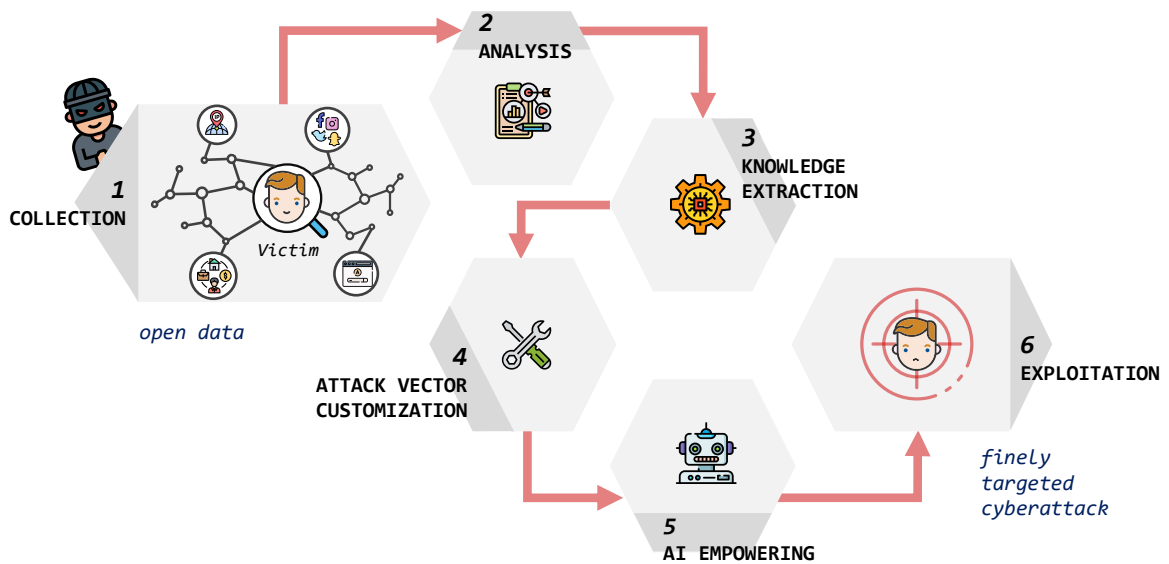 1
COLLECTION
Victim
open data
2
ANALYSIS
3
KNOWLEDGE
EXTRACTION
4
ATTACK VECTOR
CUSTOMIZATION
5
AI EMPOWERING
6
EXPLOITATION
finely
targeted
cyberattack